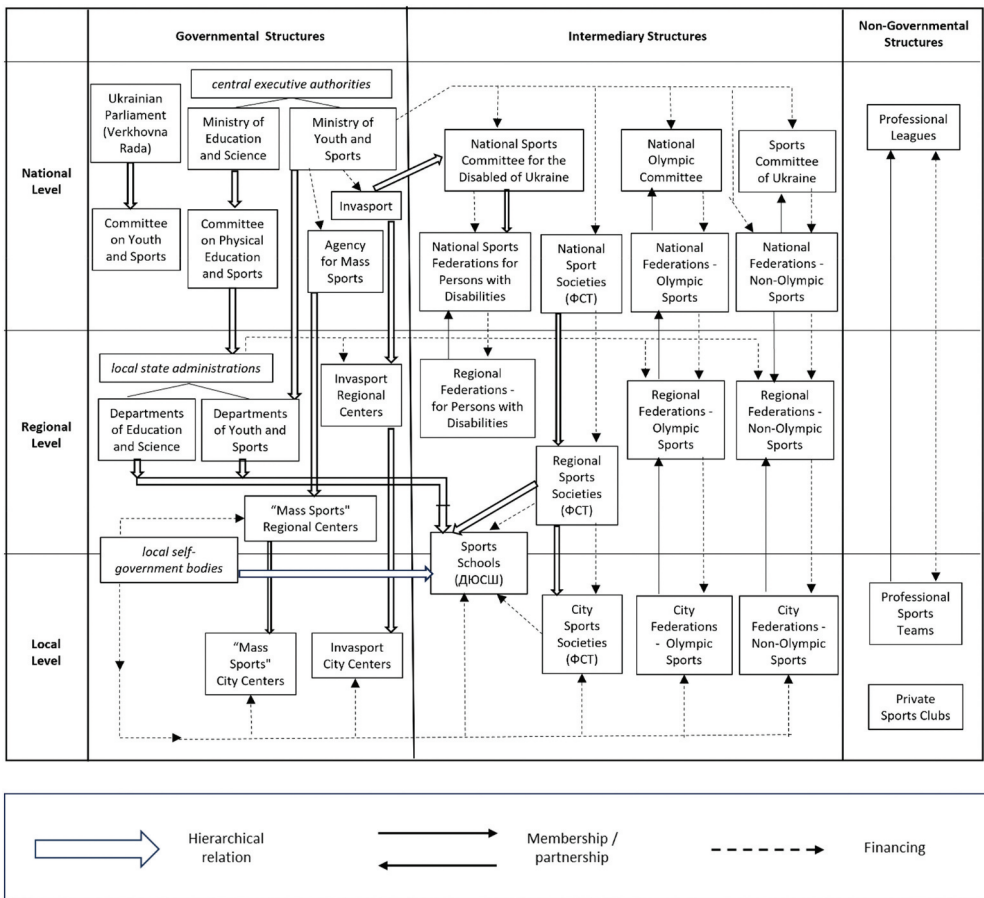 Governmental Structures
Intermediary Structures
Non-Governmental
Structures
National
Level
central executive authorities
Ukrainian
Parliament
(Verkhovna
Rada)
Ministry of
Education
and Science
Ministry of
Youth and
Sports
National Sports
Committee for the
Disabled of Ukraine
National
Olympic
Committee
Sports
Committee
of Ukraine
Professional
Leagues
Invasport
Committee
on Youth
and Sports
Committee
on Physical
Education
and Sports
Agency
for Mass
Sports
National Sports
Federations for
Persons with
Disabilities
National
Sport
Societies
(ФСТ)
National
Federations -
Olympic
Sports
National
Federations -
Non-Olympic
Sports
Regional
Level
local state administrations
Invasport
Regional
Centers
Regional
Federations -
for Persons with
Disabilities
Regional
Federations -
Olympic
Sports
Regional
Federations -
Non-Olympic
Sports
Departments
of Education
and Science
Departments
of Youth and
Sports
Regional
Sports
Societies
(ФСТ)
"Mass Sports"
Regional Centers
local self-
government bodies
Sports
Schools
(ДЮСШ)
Local
Level
"Mass
Sports"
City Centers
Invasport
City Centers
City
Sports
Societies
(ФСТ)
City
Federations
- Olympic
Sports
City
Federations
- Non-Olympic
Sports
Professional
Sports
Teams
Private
Sports Clubs
Hierarchical
relation
Membership /
partnership
Financing